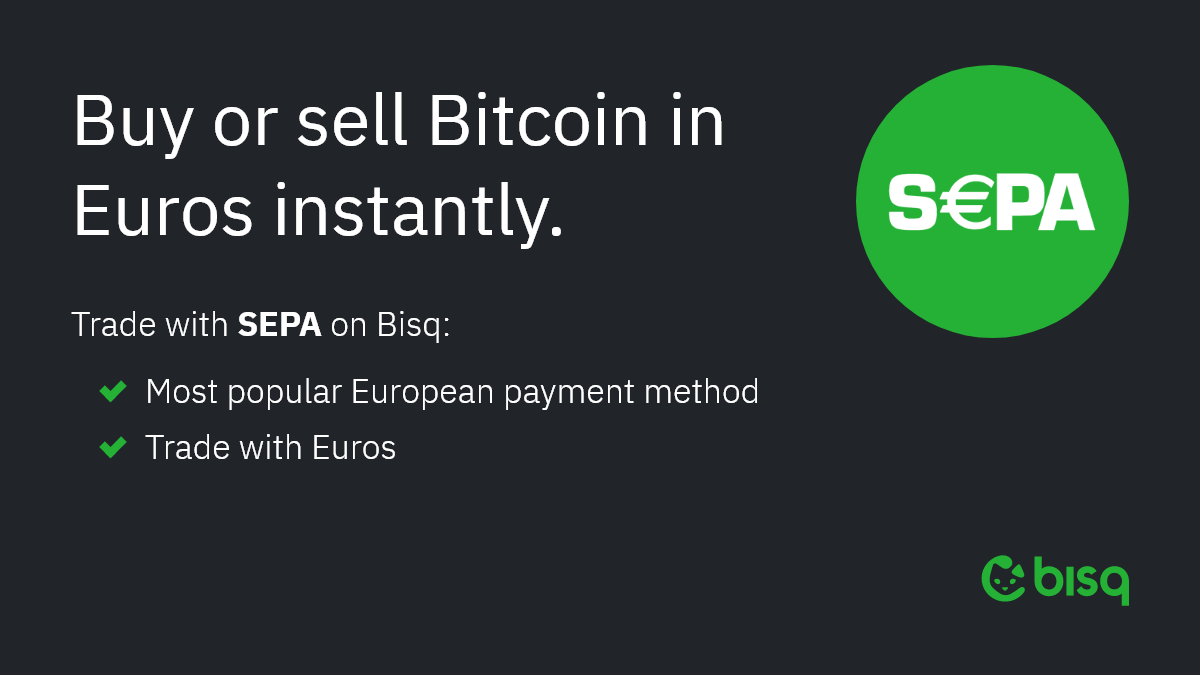 Buy or sell Bitcoin in
Euros instantly.
S€PA
Trade with SEPA on Bisq:
Most popular European payment method
Trade with Euros
bisq